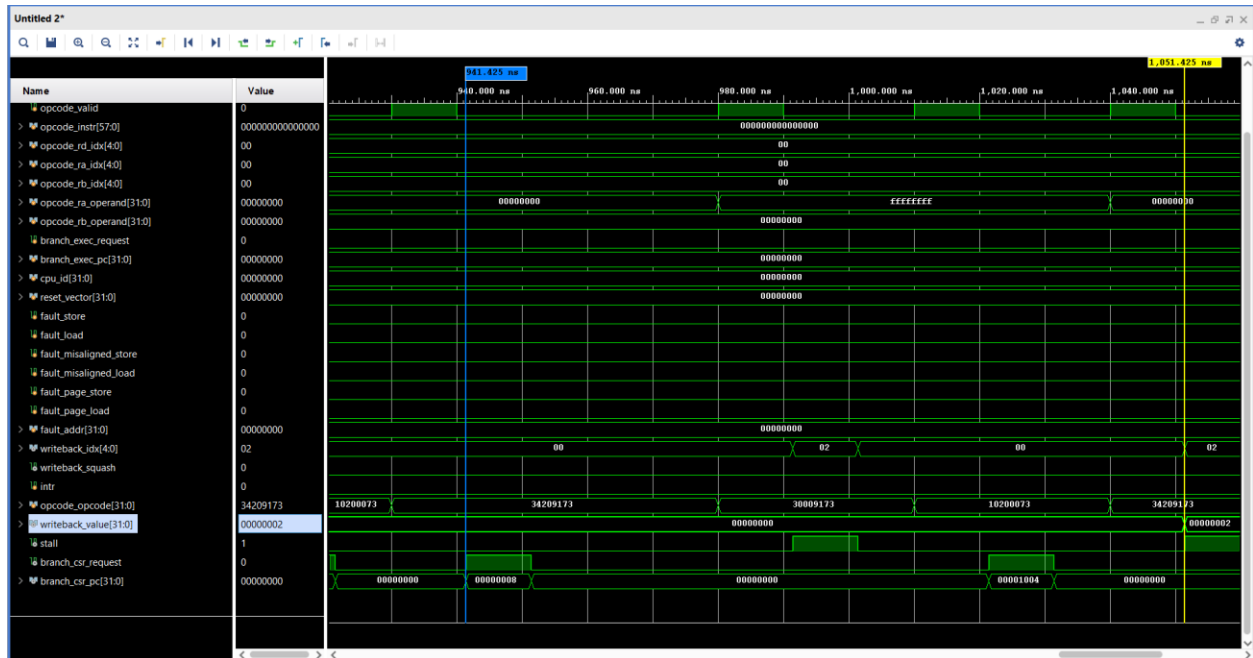 Untitled 2*
941.425 ns
1,051.425 ns
Name
Value
940.000 ns 960.000 ns 980.000 ns 1,000.000 ns 1,020.000 ns 1,040.000 ns
opcode_valid 0
opcode_instr[57:0] 000000000000000 000000000000000
opcode_rd_idx[4:0] 00 00
opcode_ra_idx[4:0] 00 00
opcode_rb_idx[4:0] 00 00
opcode_ra_operand[31:0] 00000000 00000000 ffffffff 00000000
opcode_rb_operand[31:0] 00000000 00000000
branch_exec_request 0
branch_exec_pc[31:0] 00000000 00000000
cpu_id[31:0] 00000000 00000000
reset_vector[31:0] 00000000 00000000
fault_store 0
fault_load 0
fault_misaligned_store 0
fault_misaligned_load 0
fault_page_store 0
fault_page_load 0
fault_addr[31:0] 00000000 00000000
writeback_idx[4:0] 02 00 02 00 02
writeback_squash 0
intr 0
opcode_opcode[31:0] 34209173 10200073 34209173 30009173 10200073 34209173
writeback_value[31:0] 00000002 00000000 00000002
stall 1
branch_csr_request 0
branch_csr_pc[31:0] 00000000 00000000 00000008 00000000 00001004 00000000